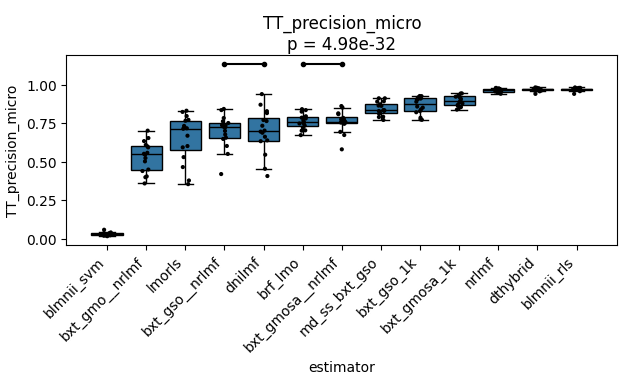 TT_precision_micro
p = 4.98e-32
TT_precision_micro
1.00
0.75
0.50
0.25
0.00
blmnii_svm
bxt_gmo__nrlmf
lmorls
bxt_gso__nrlmf
dnilmf
brf_lmo
bxt_gmosa__nrlmf
md_ss_bxt_gso
bxt_gso_1k
bxt_gmosa_1k
nrlmf
dthybrid
blmnii_rls
estimator